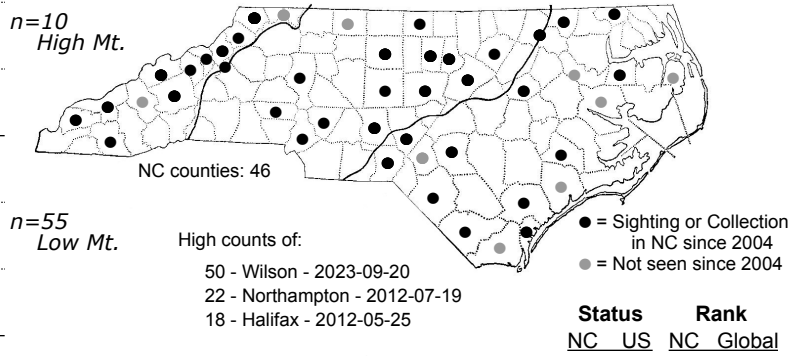 n=10
High Mt.
NC counties: 46
n=55
Low Mt.
High counts of:
50 - Wilson - 2023-09-20
22 - Northampton - 2012-07-19
18 - Halifax - 2012-05-25
● = Sighting or Collection
in NC since 2004
● = Not seen since 2004
Status Rank
NC US NC Global